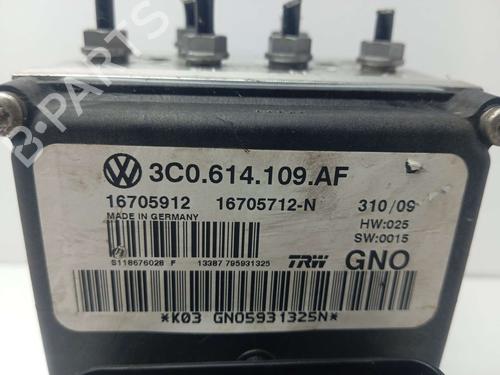 B-PARTS
3C0.614.109.AF
16705912 16705712-N 310/09
MADE IN GERMANY HW:025
SW:0015
S118676028 F 13387 795931325 TRW GNO
*K03 GNO5931325N*